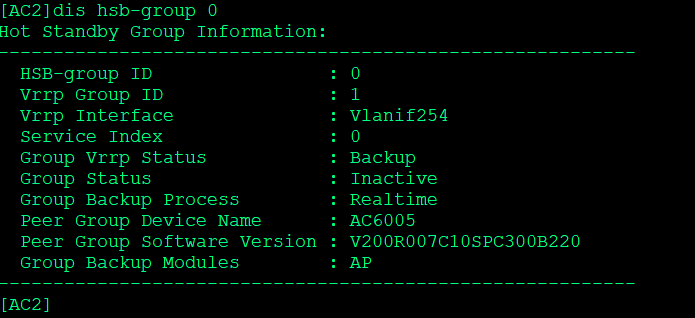 [AC2]dis hsb-group 0
Hot Standby Group Information:
----------------------------------------------------------
  HSB-group ID                : 0
  Vrrp Group ID               : 1
  Vrrp Interface              : Vlanif254
  Service Index               : 0
  Group Vrrp Status           : Backup
  Group Status                : Inactive
  Group Backup Process        : Realtime
  Peer Group Device Name      : AC6005
  Peer Group Software Version : V200R007C10SPC300B220
  Group Backup Modules        : AP
----------------------------------------------------------
[AC2]